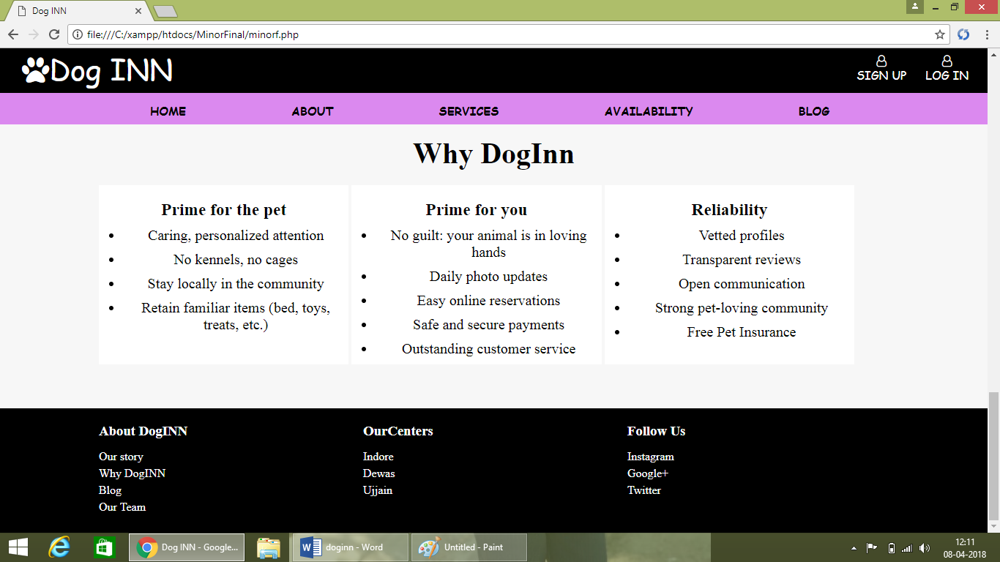 Dog INN
file:///C:/xampp/htdocs/MinorFinal/minorf.php
Dog INN
SIGN UP
LOG IN
HOME
ABOUT
SERVICES
AVAILABILITY
BLOG
Why DogInn
Prime for the pet
• Caring, personalized attention
• No kennels, no cages
• Stay locally in the community
• Retain familiar items (bed, toys,
treats, etc.)
Prime for you
• No guilt: your animal is in loving
hands
• Daily photo updates
• Easy online reservations
• Safe and secure payments
• Outstanding customer service
Reliability
• Vetted profiles
• Transparent reviews
• Open communication
• Strong pet-loving community
• Free Pet Insurance
About DogINN
Our story
Why DogINN
Blog
Our Team
OurCenters
Indore
Dewas
Ujjain
Follow Us
Instagram
Google+
Twitter
Dog INN - Google...
doginn - Word
Untitled - Paint
12:11
08-04-2018